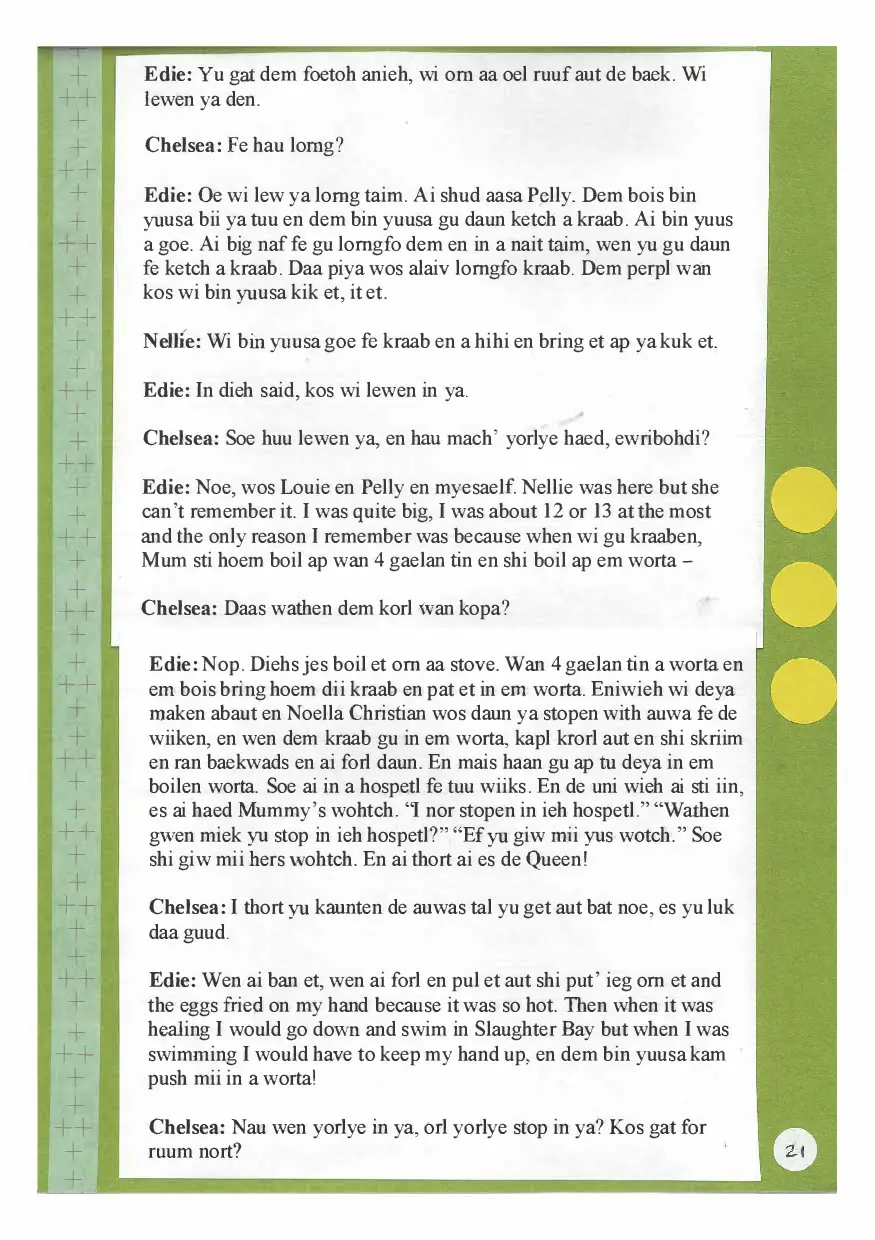 Edie: Yu gat dem foetoh anieh, wi orn aa oel ruuf aut de baek. Wi
lewen ya den.
Chelsea: Fe hau lorng?
Edie: Oe wi lew ya lorng taim. Ai shud aasa Pelly. Dem bois bin
yuusa bii ya tuu en dem bin yuusa gu daun ketch a kraab. Ai bin yuus
a goe. Ai big naf fe gu lorngfo dem en in a nait taim, wen yu gu daun
fe ketch a kraab. Daa piya wos alaiv lorngfo kraab. Dem perpl wan
kos wi bin yuusa kik et, it et.
Nellie: Wi bin yuusa goe fe kraab en a hihi en bring et ap ya kuk et.
Edie: In dieh said, kos wi lewen in ya.
Chelsea: Soe huu lewen ya, en hau mach' yorlye haed, ewribohdi?
Edie: Noe, wos Louie en Pelly en myesaelf. Nellie was here but she
can't remember it. I was quite big, I was about 12 or 13 at the most
and the only reason I remember was because when wi gu kraaben,
Mum sti hoem boil ap wan 4 gaelan tin en shi boil ap em worta –
Chelsea: Daas wathen dem korl wan kopa?
Edie: Nop. Diehs jes boil et orn aa stove. Wan 4 gaelan tin a worta en
em bois bring hoem dii kraab en pat et in em worta. Eniwieh wi deya
maken abaut en Noella Christian wos daun ya stopen with auwa fe de
wiiken, en wen dem kraab gu in em worta, kapl krorl aut en shi skriim
en ran baekwads en ai forl daun. En mais haan gu ap tu deya in em
boilen worta. Soe ai in a hospetl fe tuu wiiks. En de uni wieh ai sti iin,
es ai haed Mummy's wohtch. "I nor stopen in ieh hospetl." "Wathen
gwen miek yu stop in ieh hospetl?" "Ef yu giw mii yus wotch." Soe
shi giw mii hers wohtch. En ai thort ai es de Queen!
Chelsea: I thort yu kaunten de auwas tal yu get aut bat noe, es yu luk
daa guud.
Edie: Wen ai ban et, wen ai forl en pul et aut shi put' ieg orn et and
the eggs fried on my hand because it was so hot. Then when it was
healing I would go down and swim in Slaughter Bay but when I was
swimming I would have to keep my hand up, en dem bin yuusa kam
push mii in a worta!
Chelsea: Nau wen yorlye in ya, orl yorlye stop in ya? Kos gat for
ruum nort?
21